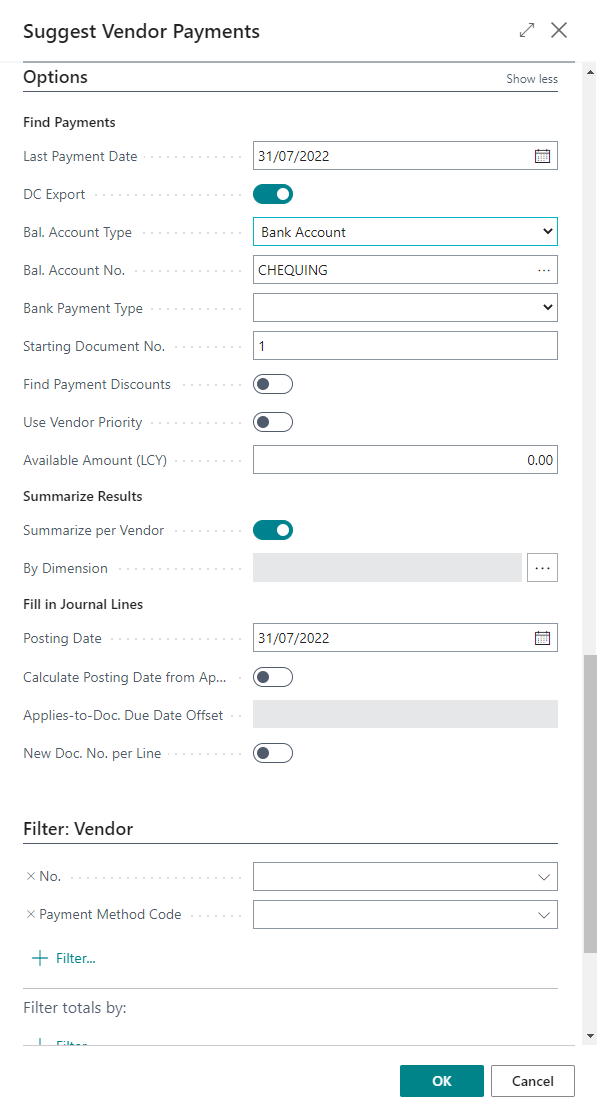 Suggest Vendor Payments
Options
Show less
Find Payments
Last Payment Date 31/07/2022
DC Export
Bal. Account Type Bank Account
Bal. Account No. CHEQUING ...
Bank Payment Type
Starting Document No. 1
Find Payment Discounts
Use Vendor Priority
Available Amount (LCY) 0.00
Summarize Results
Summarize per Vendor
By Dimension ...
Fill in Journal Lines
Posting Date 31/07/2022
Calculate Posting Date from Ap...
Applies-to-Doc. Due Date Offset
New Doc. No. per Line
Filter: Vendor
No.
Payment Method Code
Filter...
Filter totals by:
Filter
OK Cancel